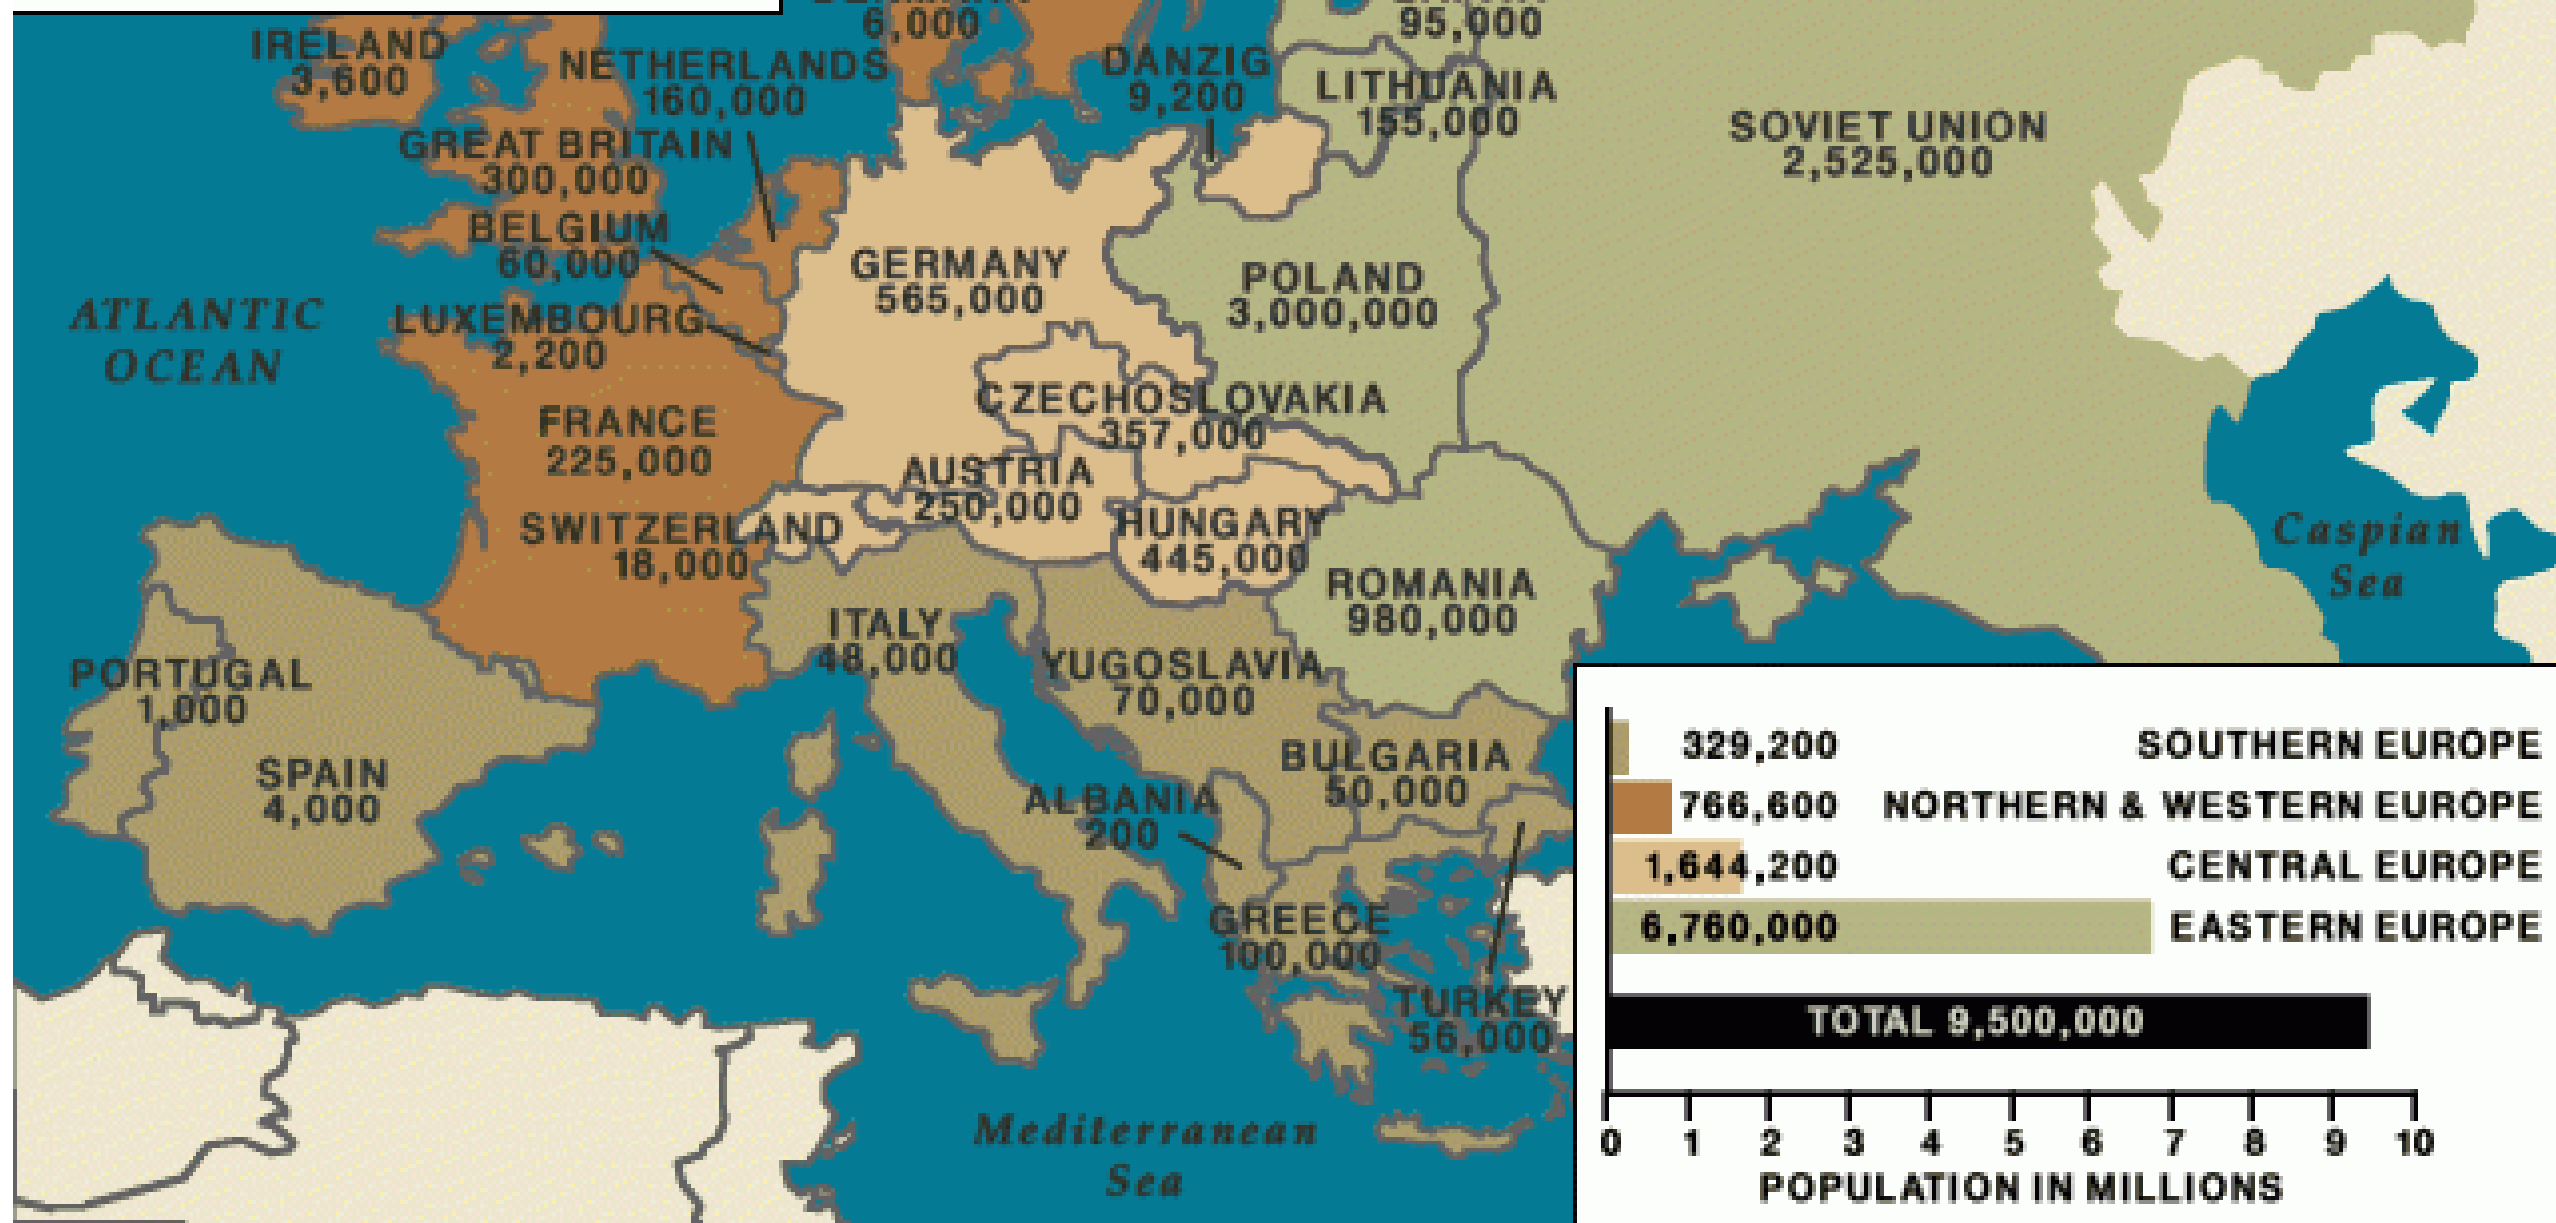 6,000
95,000
IRELAND
3,600
NETHERLANDS
160,000
DANZIG
9,200
LITHUANIA
155,000
GREAT BRITAIN
300,000
SOVIET UNION
2,525,000
BELGIUM
60,000
GERMANY
565,000
POLAND
3,000,000
ATLANTIC
OCEAN
LUXEMBOURG
2,200
CZECHOSLOVAKIA
357,000
FRANCE
225,000
AUSTRIA
250,000
SWITZERLAND
18,000
HUNGARY
445,000
Caspian
Sea
ROMANIA
980,000
ITALY
48,000
YUGOSLAVIA
70,000
PORTUGAL
1,000
SPAIN
4,000
BULGARIA
50,000
ALBANIA
200
GREECE
100,000
TURKEY
56,000
Mediterranean
Sea
329,200 SOUTHERN EUROPE
766,600 NORTHERN & WESTERN EUROPE
1,644,200 CENTRAL EUROPE
6,760,000 EASTERN EUROPE
TOTAL 9,500,000
0 1 2 3 4 5 6 7 8 9 10
POPULATION IN MILLIONS